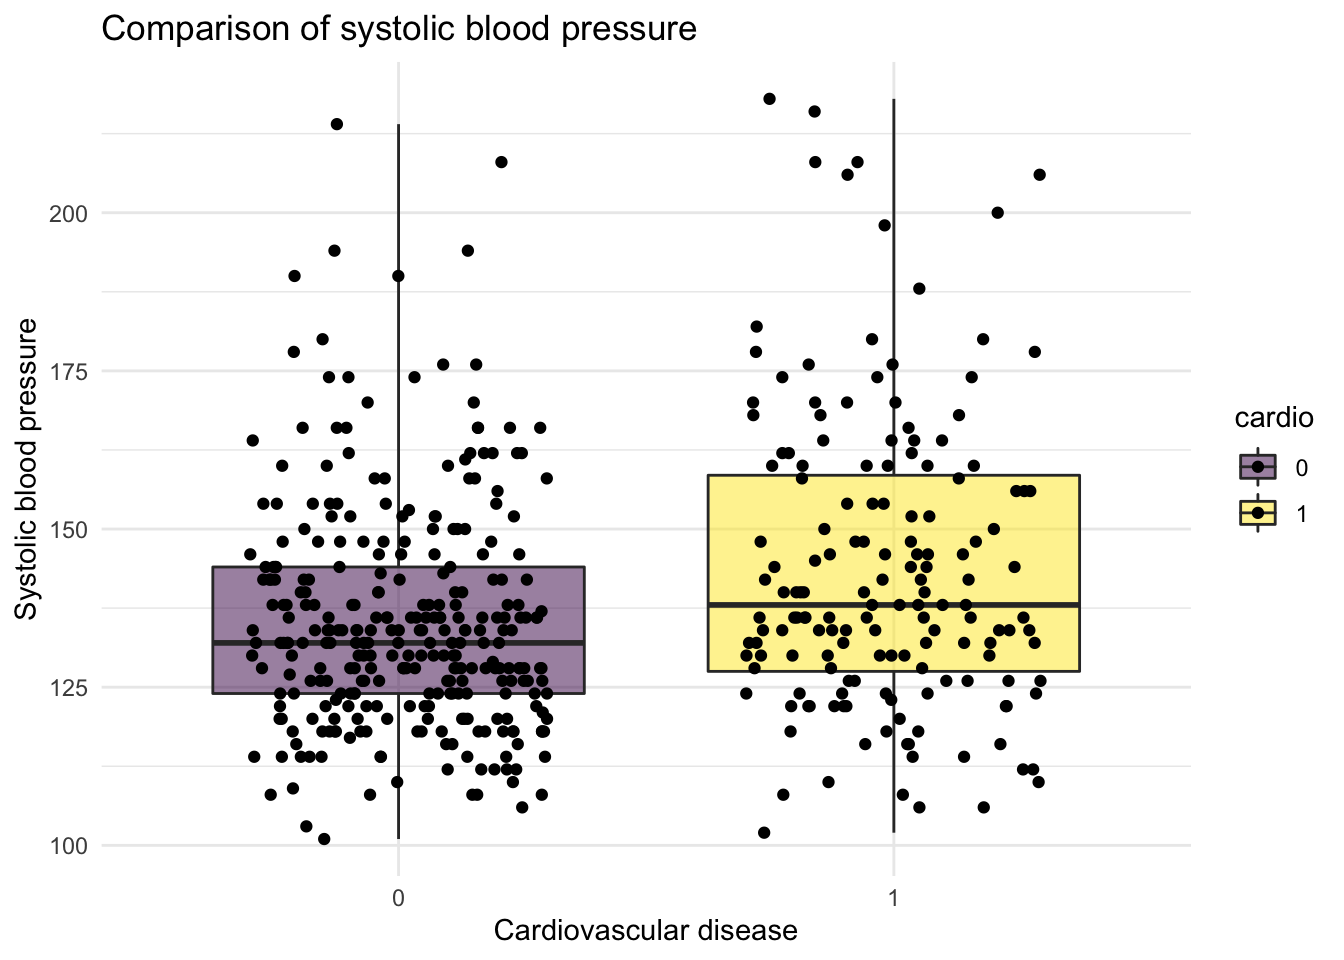 Comparison of systolic blood pressure
Systolic blood pressure
200
175
150
125
100
0
1
Cardiovascular disease
cardio
0
1